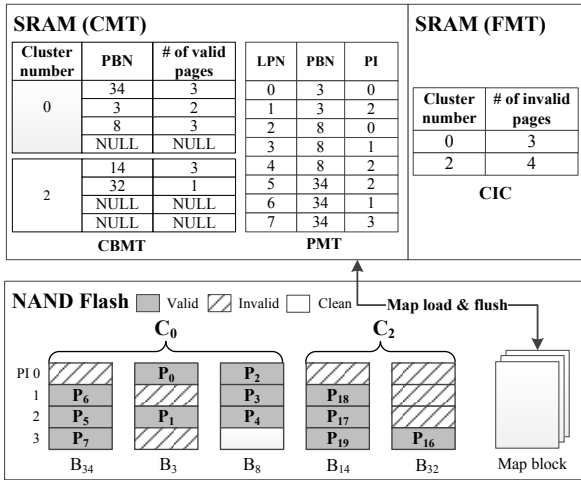 SRAM (CMT)
Cluster number PBN # of valid pages
0 34 3
3 2
8 3
NULL NULL
2 14 3
32 1
NULL NULL
NULL NULL
CBMT
LPN PBN PI
0 3 0
1 3 2
2 8 0
3 8 1
4 8 2
5 34 2
6 34 1
7 34 3
PMT
SRAM (FMT)
Cluster number # of invalid pages
0 3
2 4
CIC
NAND Flash Valid Invalid Clean
Map load & flush
C0 C2
PI 0 P0 P2
1 P6 P3 P18
2 P5 P1 P4 P17
3 P7 P19 P16
B34 B3 B8 B14 B32 Map block